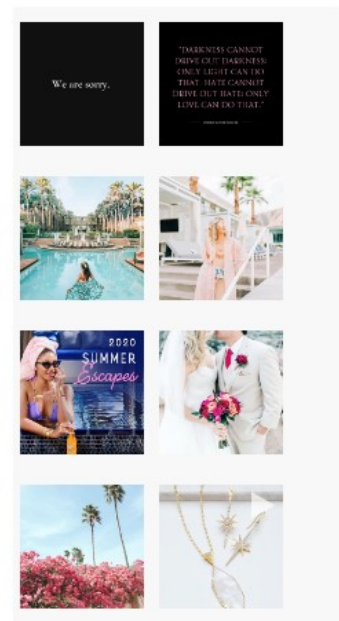 We are sorry.
"DARKNESS CANNOT
DRIVE OUT DARKNESS:
ONLY LIGHT CAN DO
THAT. HATE CANNOT
DRIVE OUT HATE: ONLY
LOVE CAN DO THAT."
2020
SUMMER
Escapes